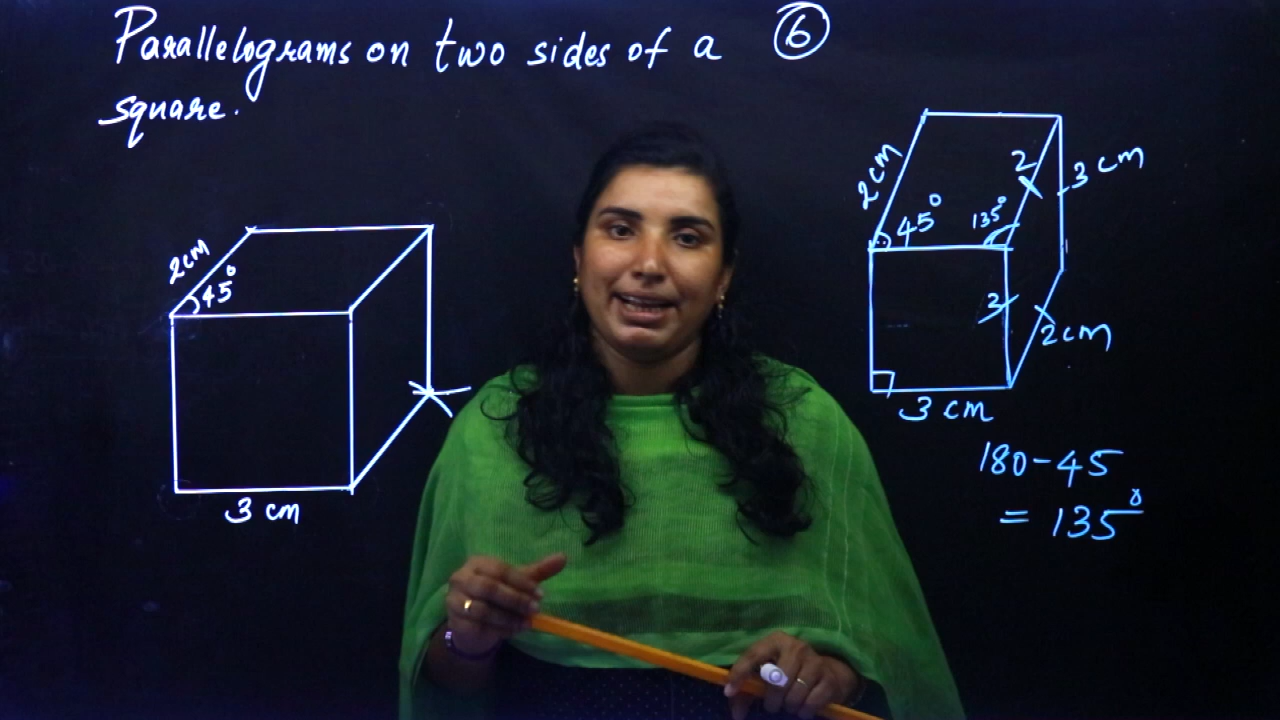 Parallelograms on two sides of a
square.
6
2cm
45°
3 cm
2cm
45°
135°
2
3 cm
3
2cm
3 cm
180-45
= 135°